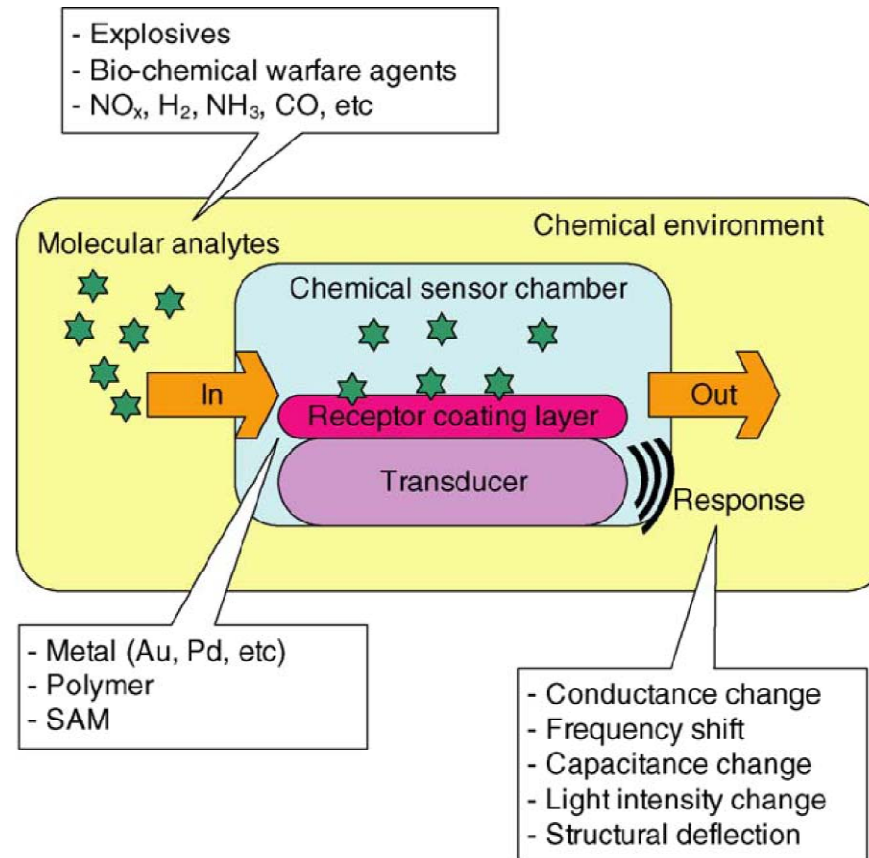 - Explosives
- Bio-chemical warfare agents
- NOₓ, H₂, NH₃, CO, etc
Chemical environment
Molecular analytes
Chemical sensor chamber
In
Receptor coating layer
Out
Transducer
Response
- Metal (Au, Pd, etc)
- Polymer
- SAM
- Conductance change
- Frequency shift
- Capacitance change
- Light intensity change
- Structural deflection